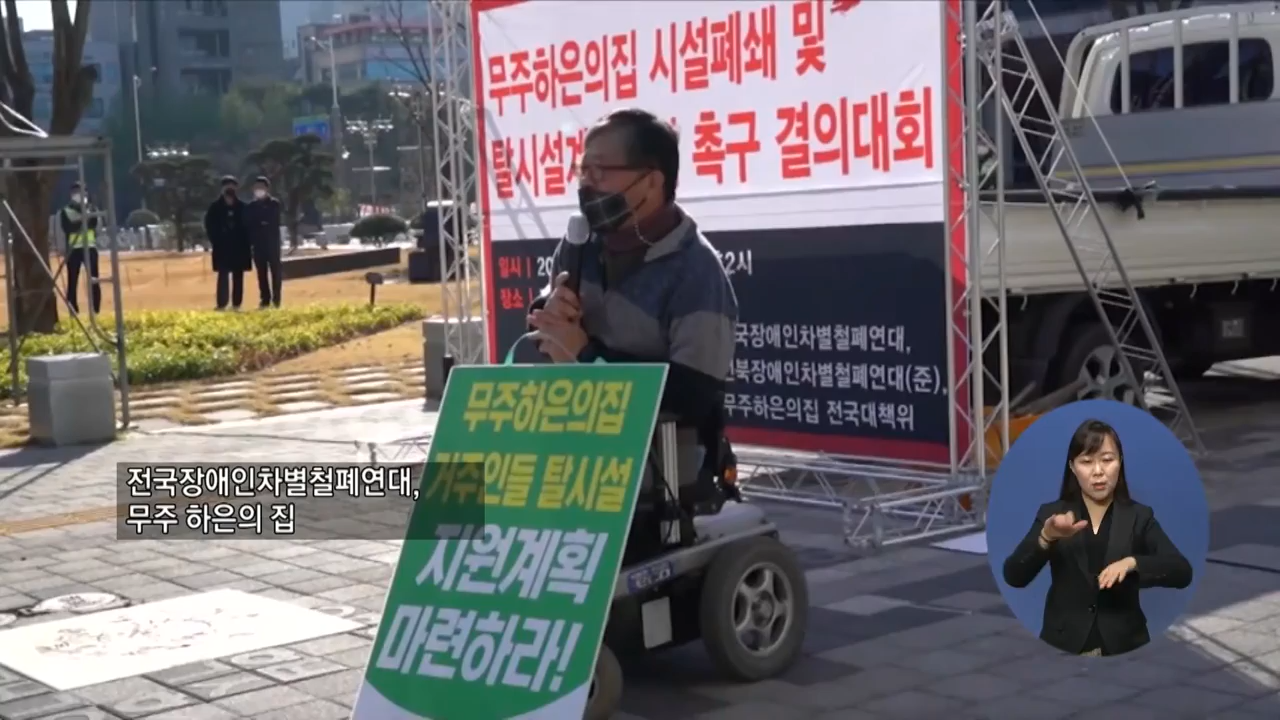 무주하은의집 시설폐쇄 및
탈시설 촉구 결의대회
일시 | 20 2시
장소 |
국장애인차별철폐연대,
북장애인차별철폐연대(준),
무주하은의집 전국대책위
무주하은의집
거주인들 탈시설
지원계획
마련하라!
전국장애인차별철폐연대,
무주 하은의 집